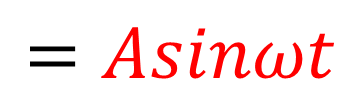 = Asinωt